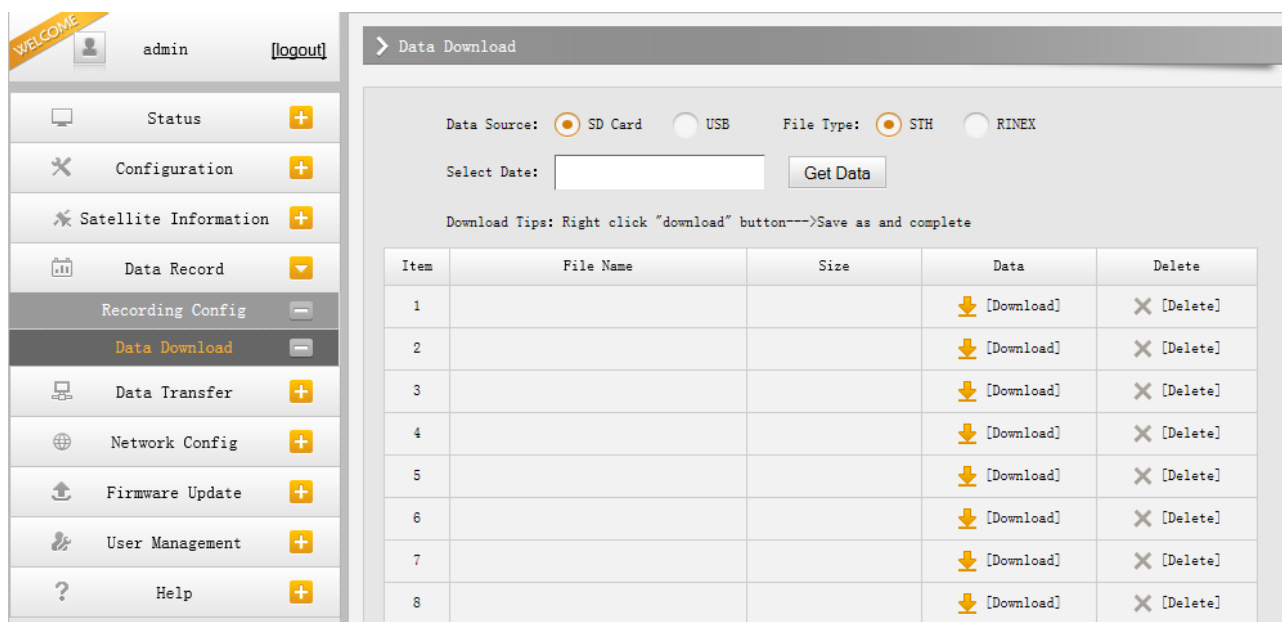 WELCOME
admin [logout]
Status
Configuration
Satellite Information
Data Record
Recording Config
Data Download
Data Transfer
Network Config
Firmware Update
User Management
Help
Data Download
Data Source: SD Card USB File Type: STH RINEX
Select Date: Get Data
Download Tips: Right click "download" button--->Save as and complete
Item File Name Size Data Delete
1 [Download] [Delete]
2 [Download] [Delete]
3 [Download] [Delete]
4 [Download] [Delete]
5 [Download] [Delete]
6 [Download] [Delete]
7 [Download] [Delete]
8 [Download] [Delete]